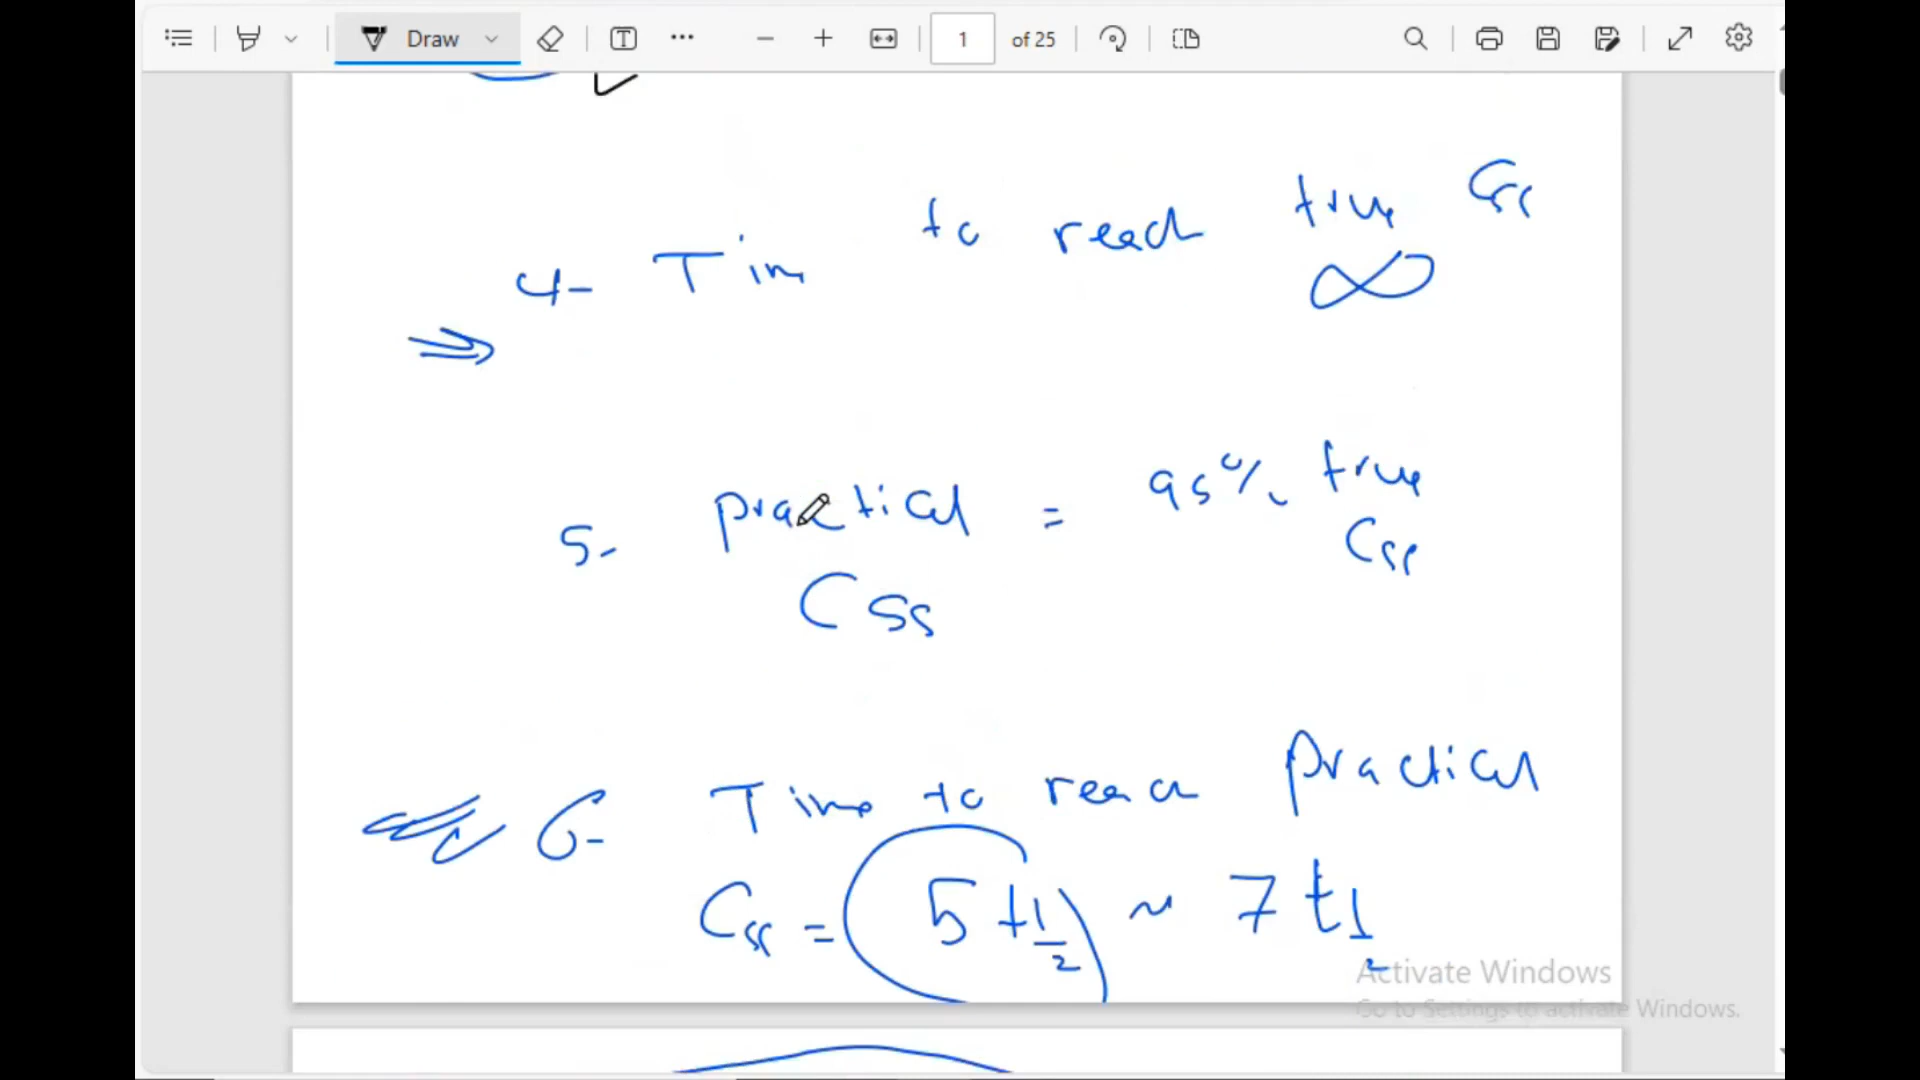 Draw
1 of 25
4- Time to reach true Css
∞
5- practical = 95% true
Css Css
6- Time to reach practical
Css = 5 t1/2 ~ 7 t1/2
Activate Windows
Go to Settings to activate Windows.